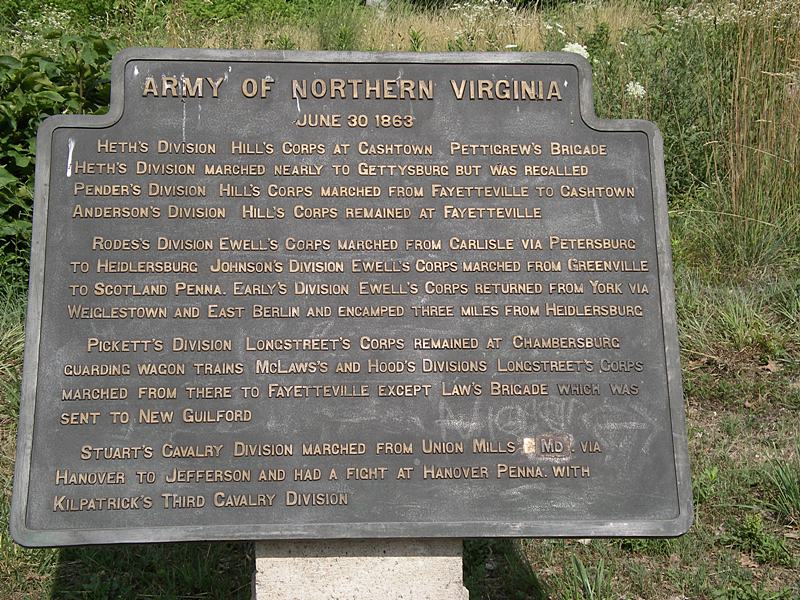 ARMY OF NORTHERN VIRGINIA
JUNE 30 1863
HETH'S DIVISION HILL'S CORPS AT CASHTOWN PETTIGREW'S BRIGADE
HETH'S DIVISION MARCHED NEARLY TO GETTYSBURG BUT WAS RECALLED
PENDER'S DIVISION HILL'S CORPS MARCHED FROM FAYETTEVILLE TO CASHTOWN
ANDERSON'S DIVISION HILL'S CORPS REMAINED AT FAYETTEVILLE
RODES'S DIVISION EWELL'S CORPS MARCHED FROM CARLISLE VIA PETERSBURG
TO HEIDLERSBURG JOHNSON'S DIVISION EWELL'S CORPS MARCHED FROM GREENVILLE
TO SCOTLAND PENNA. EARLY'S DIVISION EWELL'S CORPS RETURNED FROM YORK VIA
WEIGLESTOWN AND EAST BERLIN AND ENCAMPED THREE MILES FROM HEIDLERSBURG
PICKETT'S DIVISION LONGSTREET'S CORPS REMAINED AT CHAMBERSBURG
GUARDING WAGON TRAINS MCLAWS'S AND HOOD'S DIVISIONS LONGSTREET'S CORPS
MARCHED FROM THERE TO FAYETTEVILLE EXCEPT LAW'S BRIGADE WHICH WAS
SENT TO NEW GUILFORD
STUART'S CAVALRY DIVISION MARCHED FROM UNION MILLS MD. VIA
HANOVER TO JEFFERSON AND HAD A FIGHT AT HANOVER PENNA. WITH
KILPATRICK'S THIRD CAVALRY DIVISION